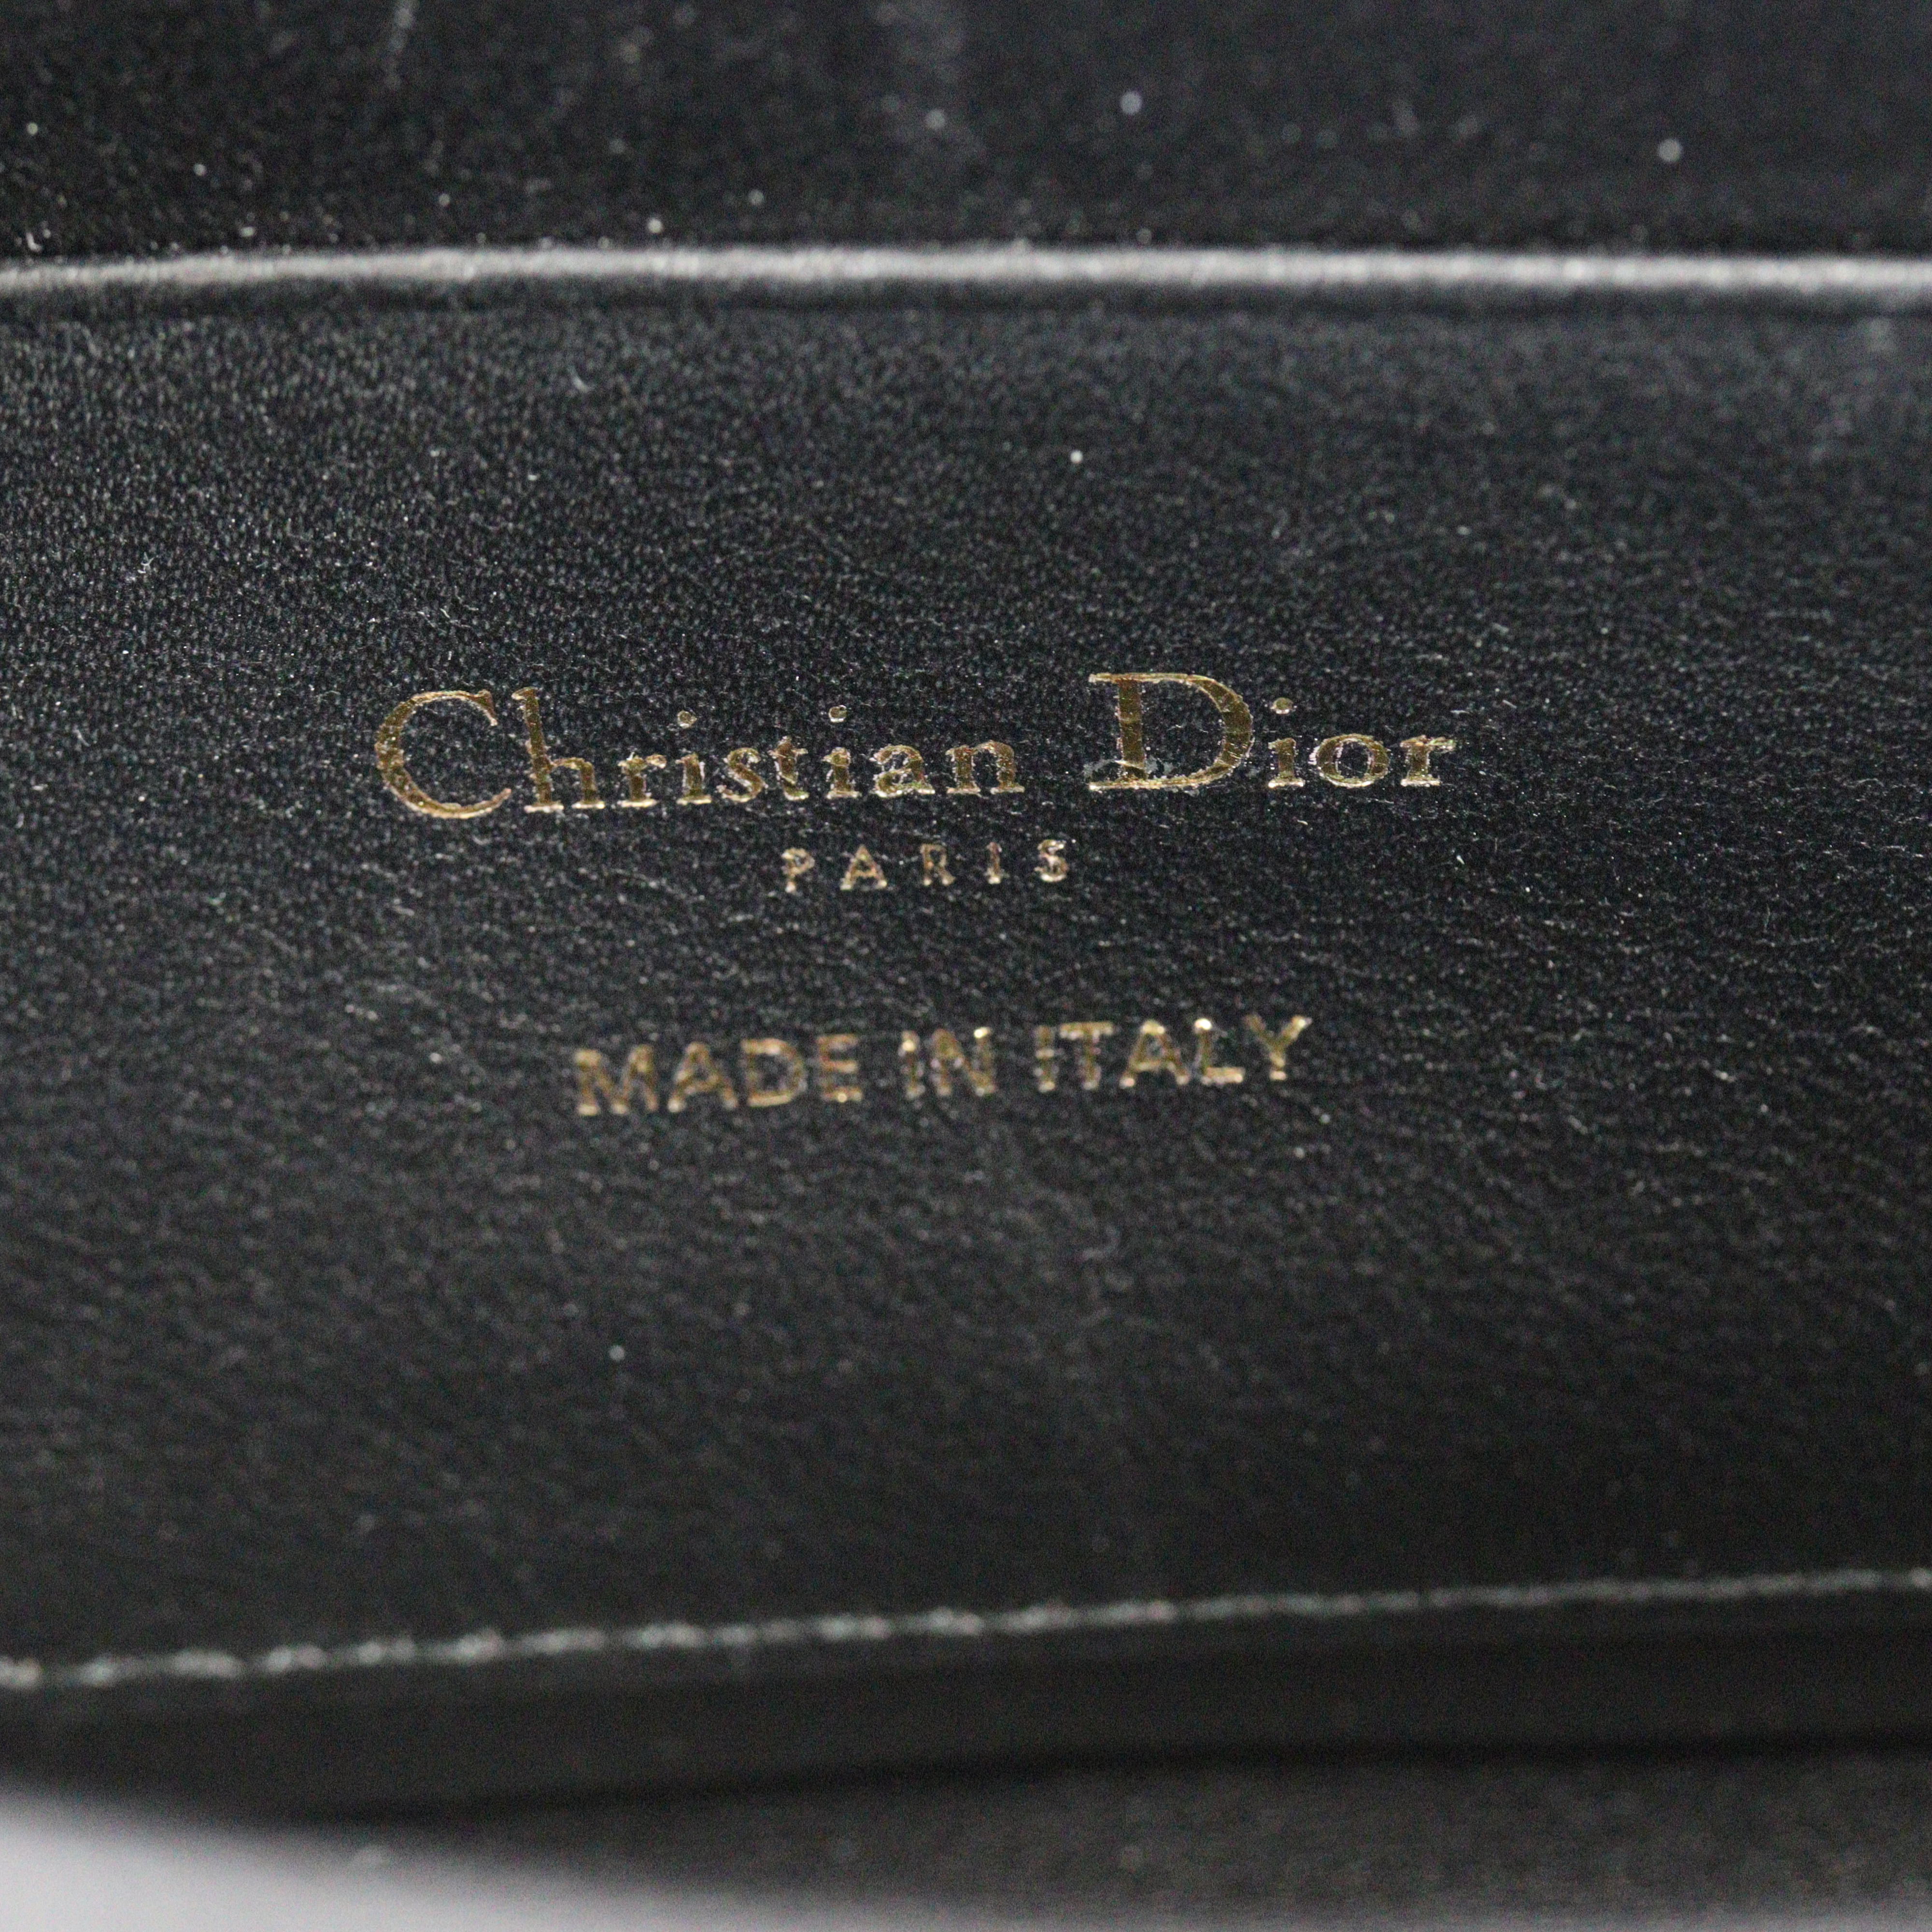 Christian Dior
PARIS
MADE IN ITALY